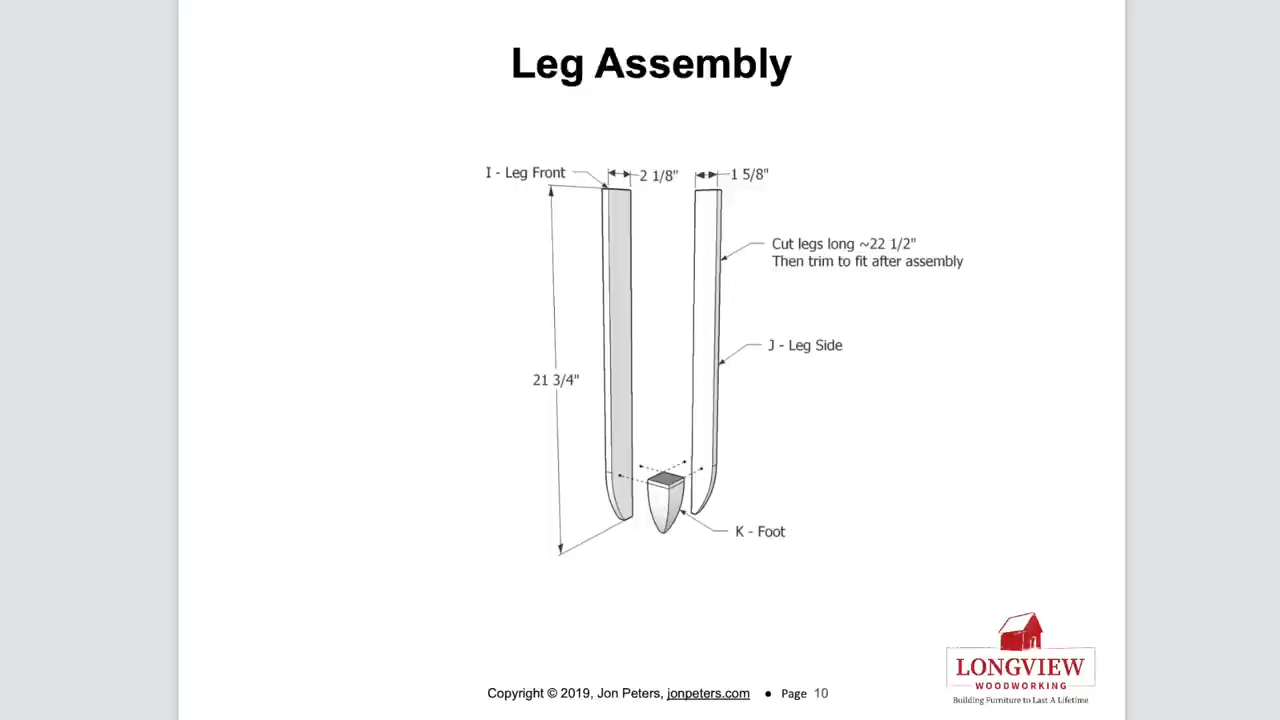 Leg Assembly
I - Leg Front
2 1/8"
1 5/8"
Cut legs long ~22 1/2"
Then trim to fit after assembly
J - Leg Side
21 3/4"
K - Foot
LONGVIEW
WOODWORKING
Building Furniture to Last A Lifetime
Copyright © 2019, Jon Peters, jonpeters.com ● Page 10